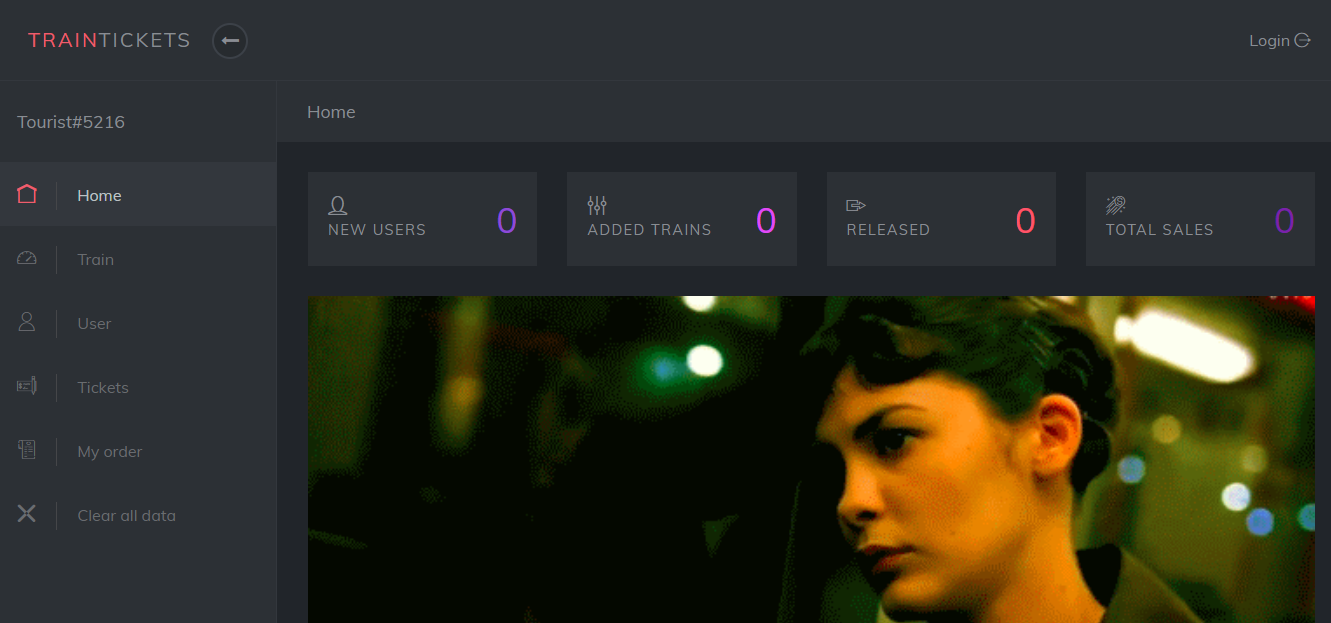 TRAINTICKETS
Login
Tourist#5216
Home
Home
Train
User
Tickets
My order
Clear all data
NEW USERS 0
ADDED TRAINS 0
RELEASED 0
TOTAL SALES 0